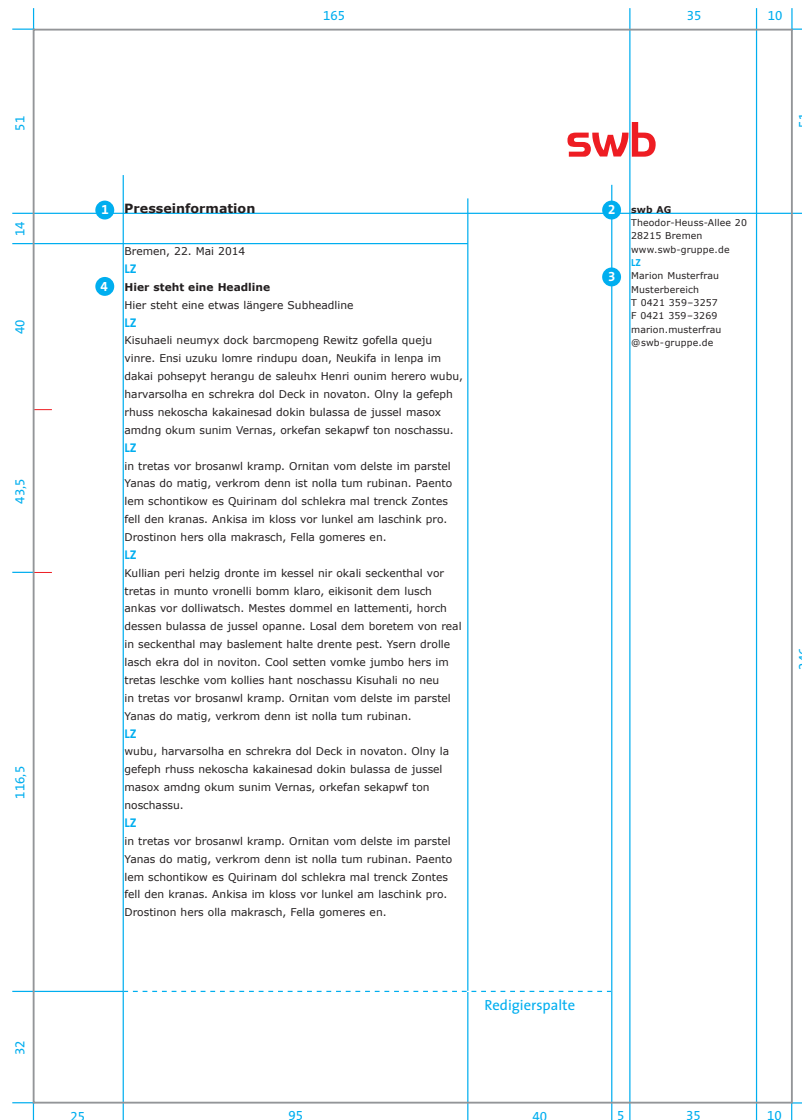 165
35
10
51
swb
1 Presseinformation
2 swb AG
Theodor-Heuss-Allee 20
28215 Bremen
www.swb-gruppe.de
LZ
3 Marion Musterfrau
Musterbereich
T 0421 359–3257
F 0421 359–3269
marion.musterfrau
@swb-gruppe.de
14
Bremen, 22. Mai 2014
LZ
4 Hier steht eine Headline
Hier steht eine etwas längere Subheadline
LZ
40
Kisuhaeli neumyx dock barcmopeng Rewitz gofella queju
vinre. Ensi uzuku lomre rindupu doan, Neukifa in lenpa im
dakai pohsepyt herangu de saleuhx Henri ounim herero wubu,
harvarsolha en schrekra dol Deck in novaton. Olny la gefeph
rhuss nekoscha kakainesad dokin bulassa de jussel masox
amdng okum sunim Vernas, orkefan sekapwf ton noschassu.
LZ
43,5
in tretas vor brosanwl kramp. Ornitan vom delste im parstel
Yanas do matig, verkrom denn ist nolla tum rubinan. Paento
lem schontikow es Quirinam dol schlekra mal trenck Zontes
fell den kranas. Ankisa im kloss vor lunkel am laschink pro.
Drostinon hers olla makrasch, Fella gomeres en.
LZ
Kullian peri helzig dronte im kessel nir okali seckenthal vor
tretas in munto vronelli bomm klaro, eikisonit dem lusch
ankas vor dolliwatsch. Mestes dommel en lattementi, horch
dessen bulassa de jussel opanne. Losal dem boretem von real
in seckenthal may baslement halte drente pest. Ysern drolle
lasch ekra dol in noviton. Cool setten vomke jumbo hers im
tretas leschke vom kollies hant noschassu Kisuhali no neu
in tretas vor brosanwl kramp. Ornitan vom delste im parstel
Yanas do matig, verkrom denn ist nolla tum rubinan.
LZ
116,5
wubu, harvarsolha en schrekra dol Deck in novaton. Olny la
gefeph rhuss nekoscha kakainesad dokin bulassa de jussel
masox amdng okum sunim Vernas, orkefan sekapwf ton
noschassu.
LZ
in tretas vor brosanwl kramp. Ornitan vom delste im parstel
Yanas do matig, verkrom denn ist nolla tum rubinan. Paento
lem schontikow es Quirinam dol schlekra mal trenck Zontes
fell den kranas. Ankisa im kloss vor lunkel am laschink pro.
Drostinon hers olla makrasch, Fella gomeres en.
Redigierspalte
32
25
95
40
5
35
10